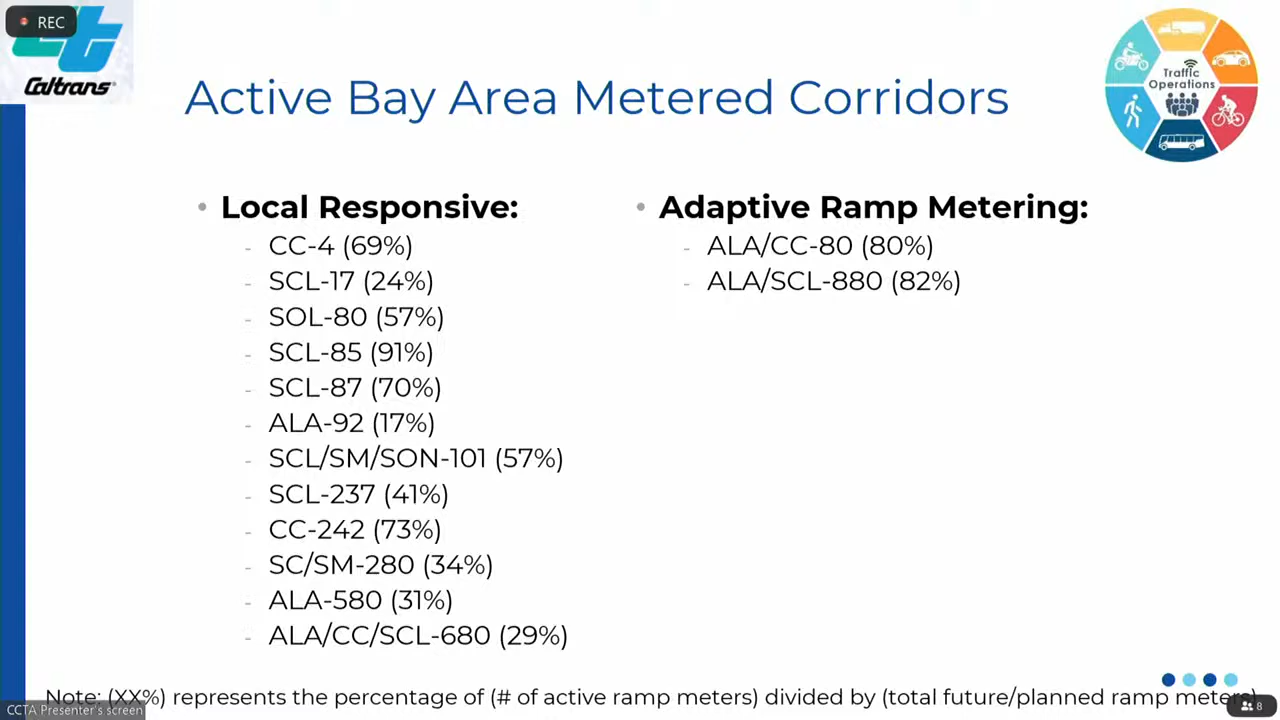 REC
Caltrans
Active Bay Area Metered Corridors
Traffic
Operations
• Local Responsive:
- CC-4 (69%)
- SCL-17 (24%)
- SOL-80 (57%)
- SCL-85 (91%)
- SCL-87 (70%)
- ALA-92 (17%)
- SCL/SM/SON-101 (57%)
- SCL-237 (41%)
- CC-242 (73%)
- SC/SM-280 (34%)
- ALA-580 (31%)
- ALA/CC/SCL-680 (29%)
• Adaptive Ramp Metering:
- ALA/CC-80 (80%)
- ALA/SCL-880 (82%)
Note: (XX%) represents the percentage of (# of active ramp meters) divided by (total future/planned ramp meters)
CCTA Presenter's screen
8